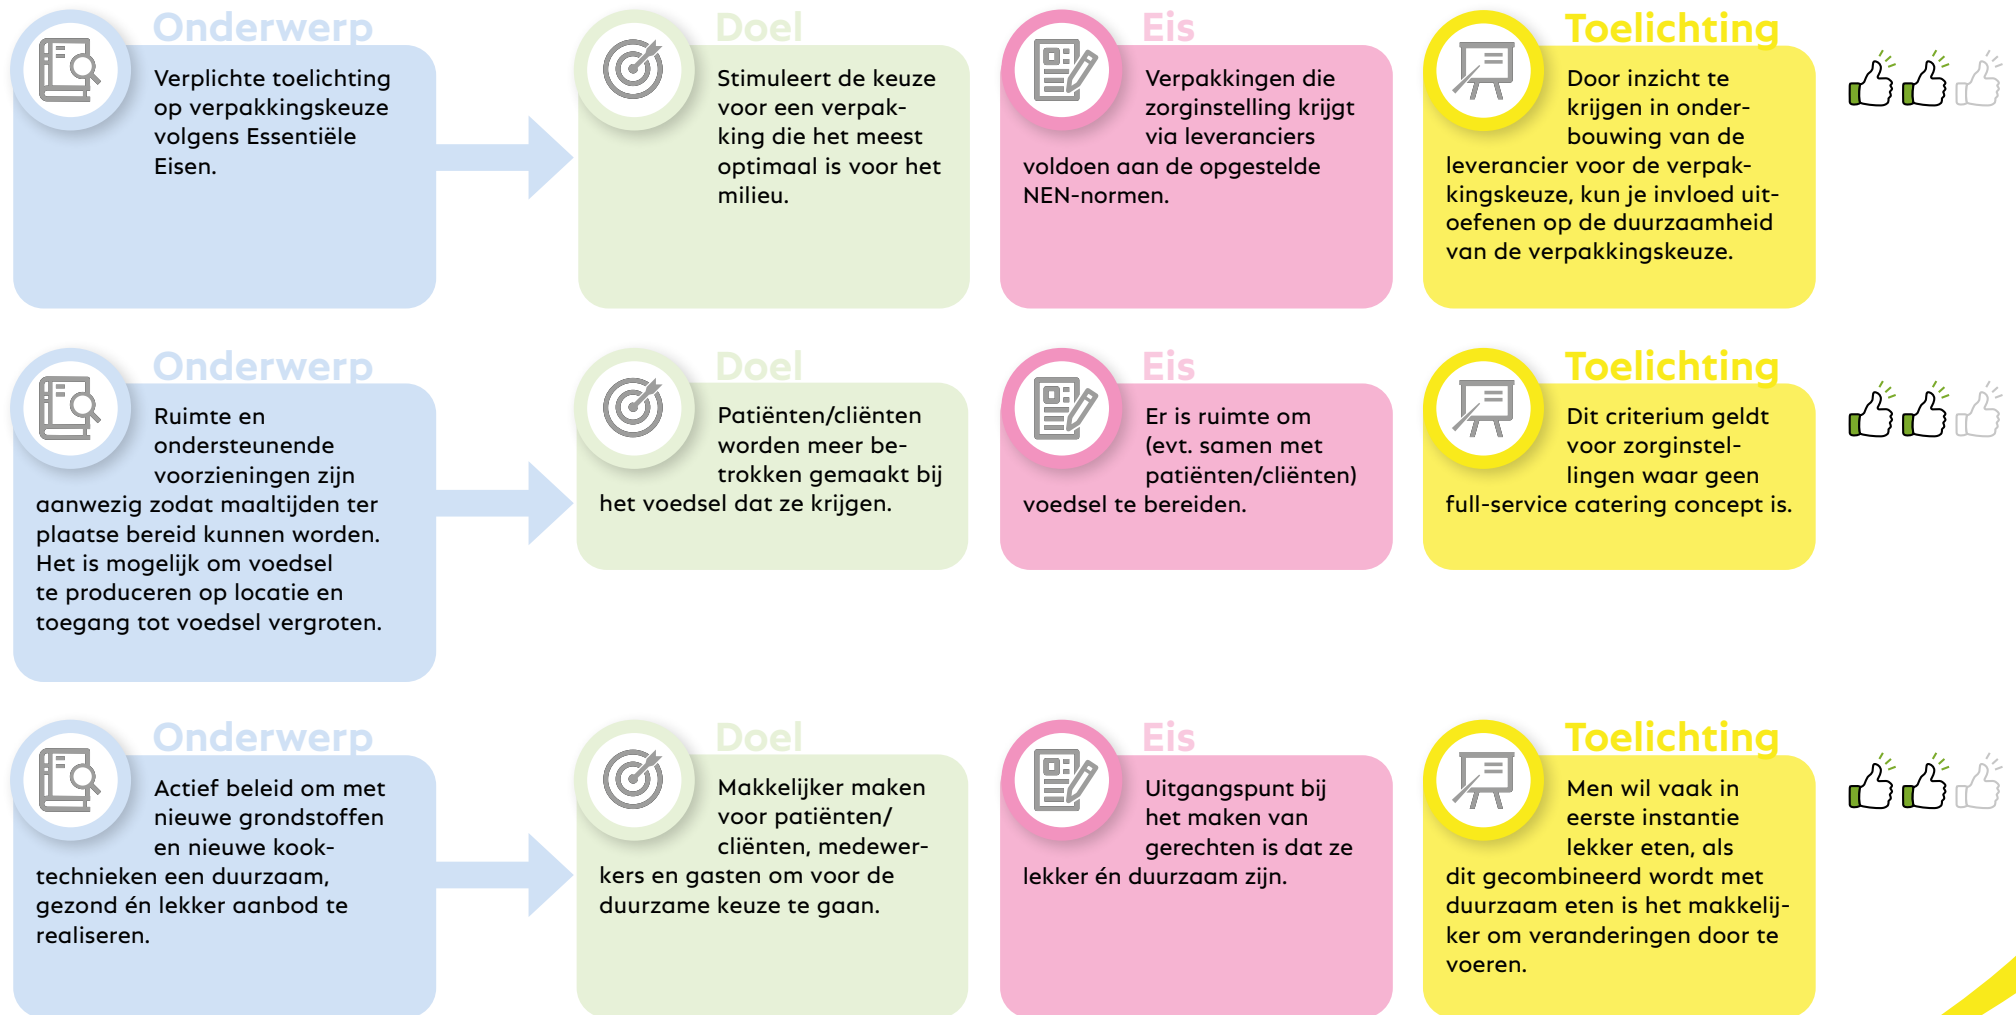 Onderwerp
Verplichte toelichting
op verpakkingskeuze
volgens Essentiële
Eisen.
Doel
Stimuleert de keuze
voor een verpak-
king die het meest
optimaal is voor het
milieu.
Eis
Verpakkingen die
zorginstelling krijgt
via leveranciers
voldoen aan de opgestelde
NEN-normen.
Toelichting
Door inzicht te
krijgen in onder-
bouwing van de
leverancier voor de verpak-
kingskeuze, kun je invloed uit-
oefenen op de duurzaamheid
van de verpakkingskeuze.
Onderwerp
Ruimte en
ondersteunende
voorzieningen zijn
aanwezig zodat maaltijden ter
plaatse bereid kunnen worden.
Het is mogelijk om voedsel
te produceren op locatie en
toegang tot voedsel vergroten.
Doel
Patiënten/cliënten
worden meer be-
trokken gemaakt bij
het voedsel dat ze krijgen.
Eis
Er is ruimte om
(evt. samen met
patiënten/cliënten)
voedsel te bereiden.
Toelichting
Dit criterium geldt
voor zorginstel-
lingen waar geen
full-service catering concept is.
Onderwerp
Actief beleid om met
nieuwe grondstoffen
en nieuwe kook-
technieken een duurzaam,
gezond én lekker aanbod te
realiseren.
Doel
Makkelijker maken
voor patiënten/
cliënten, medewer-
kers en gasten om voor de
duurzame keuze te gaan.
Eis
Uitgangspunt bij
het maken van
gerechten is dat ze
lekker én duurzaam zijn.
Toelichting
Men wil vaak in
eerste instantie
lekker eten, als
dit gecombineerd wordt met
duurzaam eten is het makkelij-
ker om veranderingen door te
voeren.